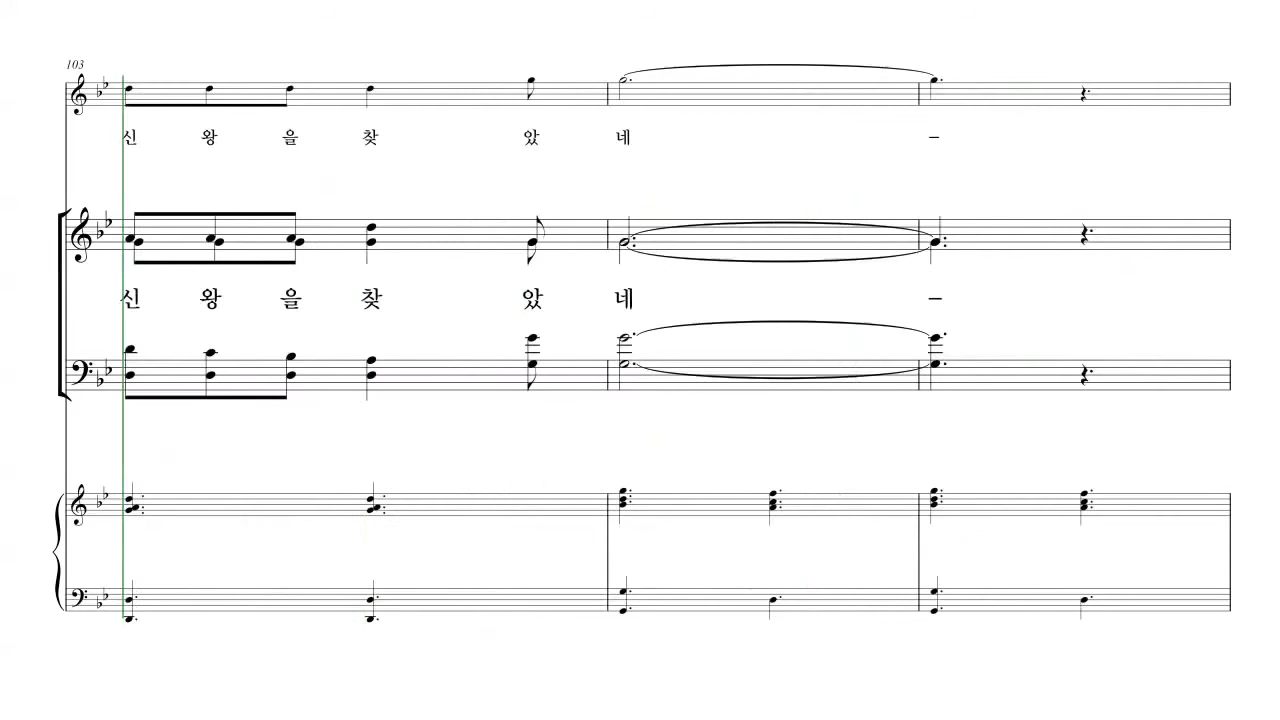 103
신 왕 을 찾 았 네 –
신 왕 을 찾 았 네 –